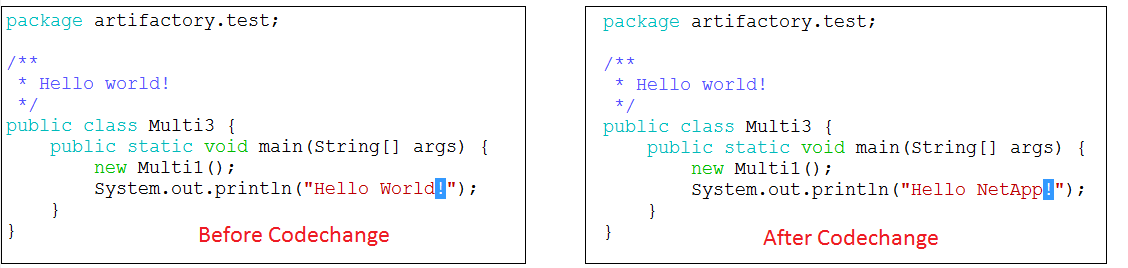 package artifactory.test;
/**
 * Hello world!
 */
public class Multi3 {
    public static void main(String[] args) {
        new Multi1();
        System.out.println("Hello World!");
    }
}
Before Codechange
package artifactory.test;
/**
 * Hello world!
 */
public class Multi3 {
    public static void main(String[] args) {
        new Multi1();
        System.out.println("Hello NetApp!");
    }
}
After Codechange